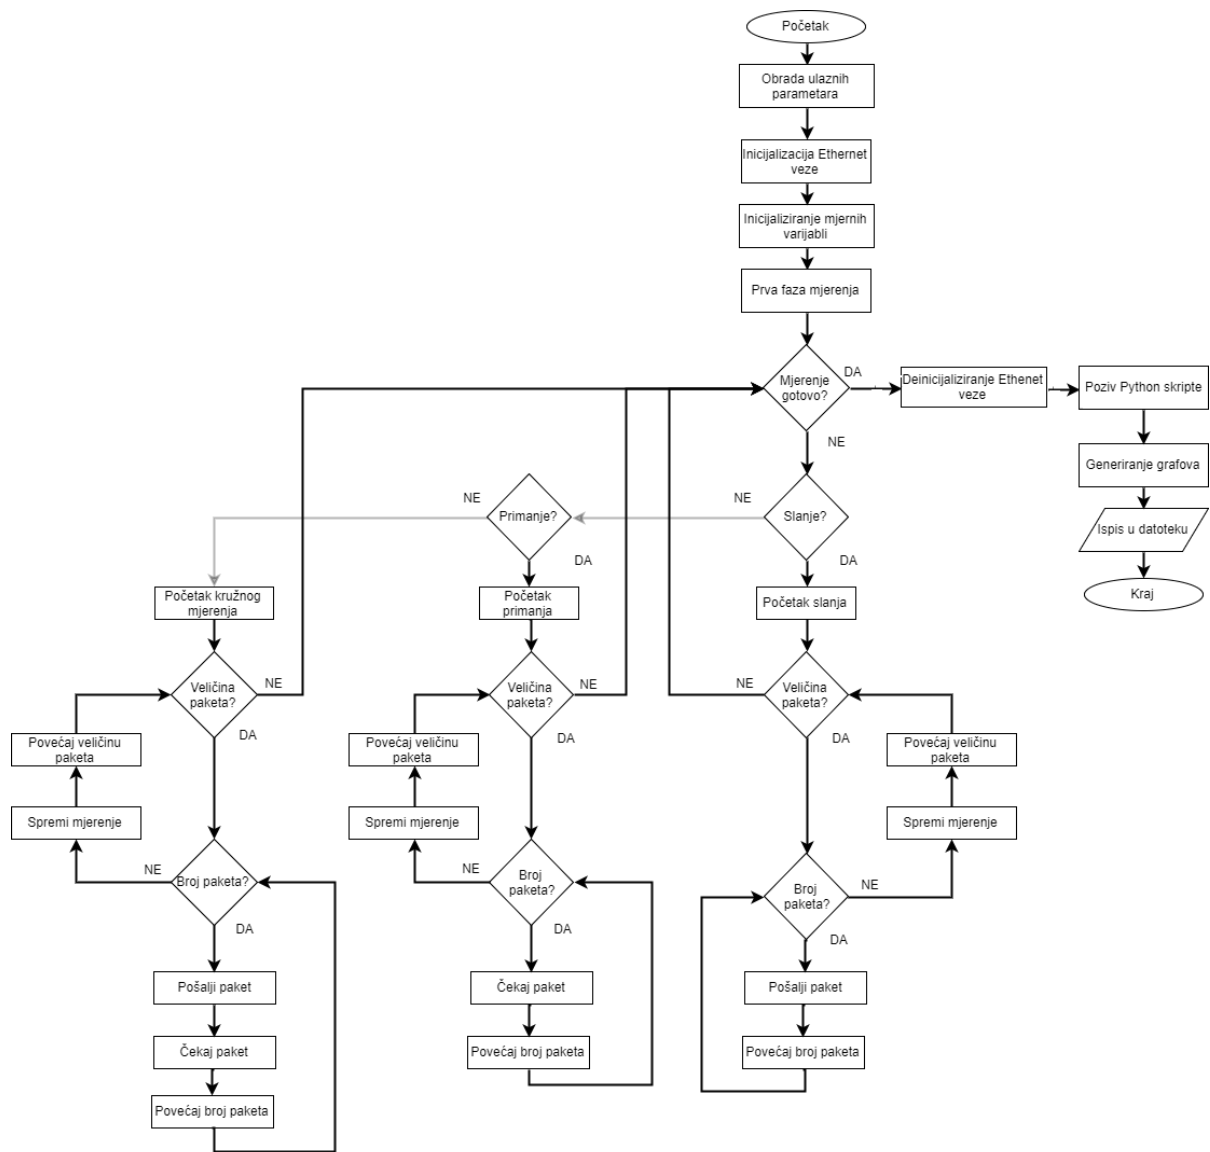 Početak
Obrada ulaznih
parametara
Inicijalizacija Ethernet
veze
Inicijaliziranje mjernih
varijabli
Prva faza mjerenja
Mjerenje
gotovo?
DA
Deinicijaliziranje Ethenet
veze
Poziv Python skripte
Generiranje grafova
Ispis u datoteku
Kraj
NE
Slanje?
NE
Primanje?
NE
DA
DA
Početak kružnog
mjerenja
Početak
primanja
Početak slanja
Veličina
paketa?
NE
DA
Povećaj veličinu
paketa
Spremi mjerenje
NE
Broj paketa?
DA
Pošalji paket
Čekaj paket
Povećaj broj paketa
Veličina
paketa?
NE
DA
Povećaj veličinu
paketa
Spremi mjerenje
NE
Broj
paketa?
DA
Čekaj paket
Povećaj broj paketa
NE
Veličina
paketa?
DA
Povećaj veličinu
paketa
Spremi mjerenje
Broj
paketa?
NE
DA
Pošalji paket
Povećaj broj paketa